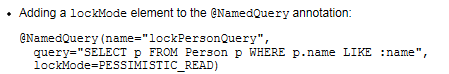 • Adding a lockMode element to the @NamedQuery annotation:
@NamedQuery(name="lockPersonQuery",
query="SELECT p FROM Person p WHERE p.name LIKE :name",
lockMode=PESSIMISTIC_READ)